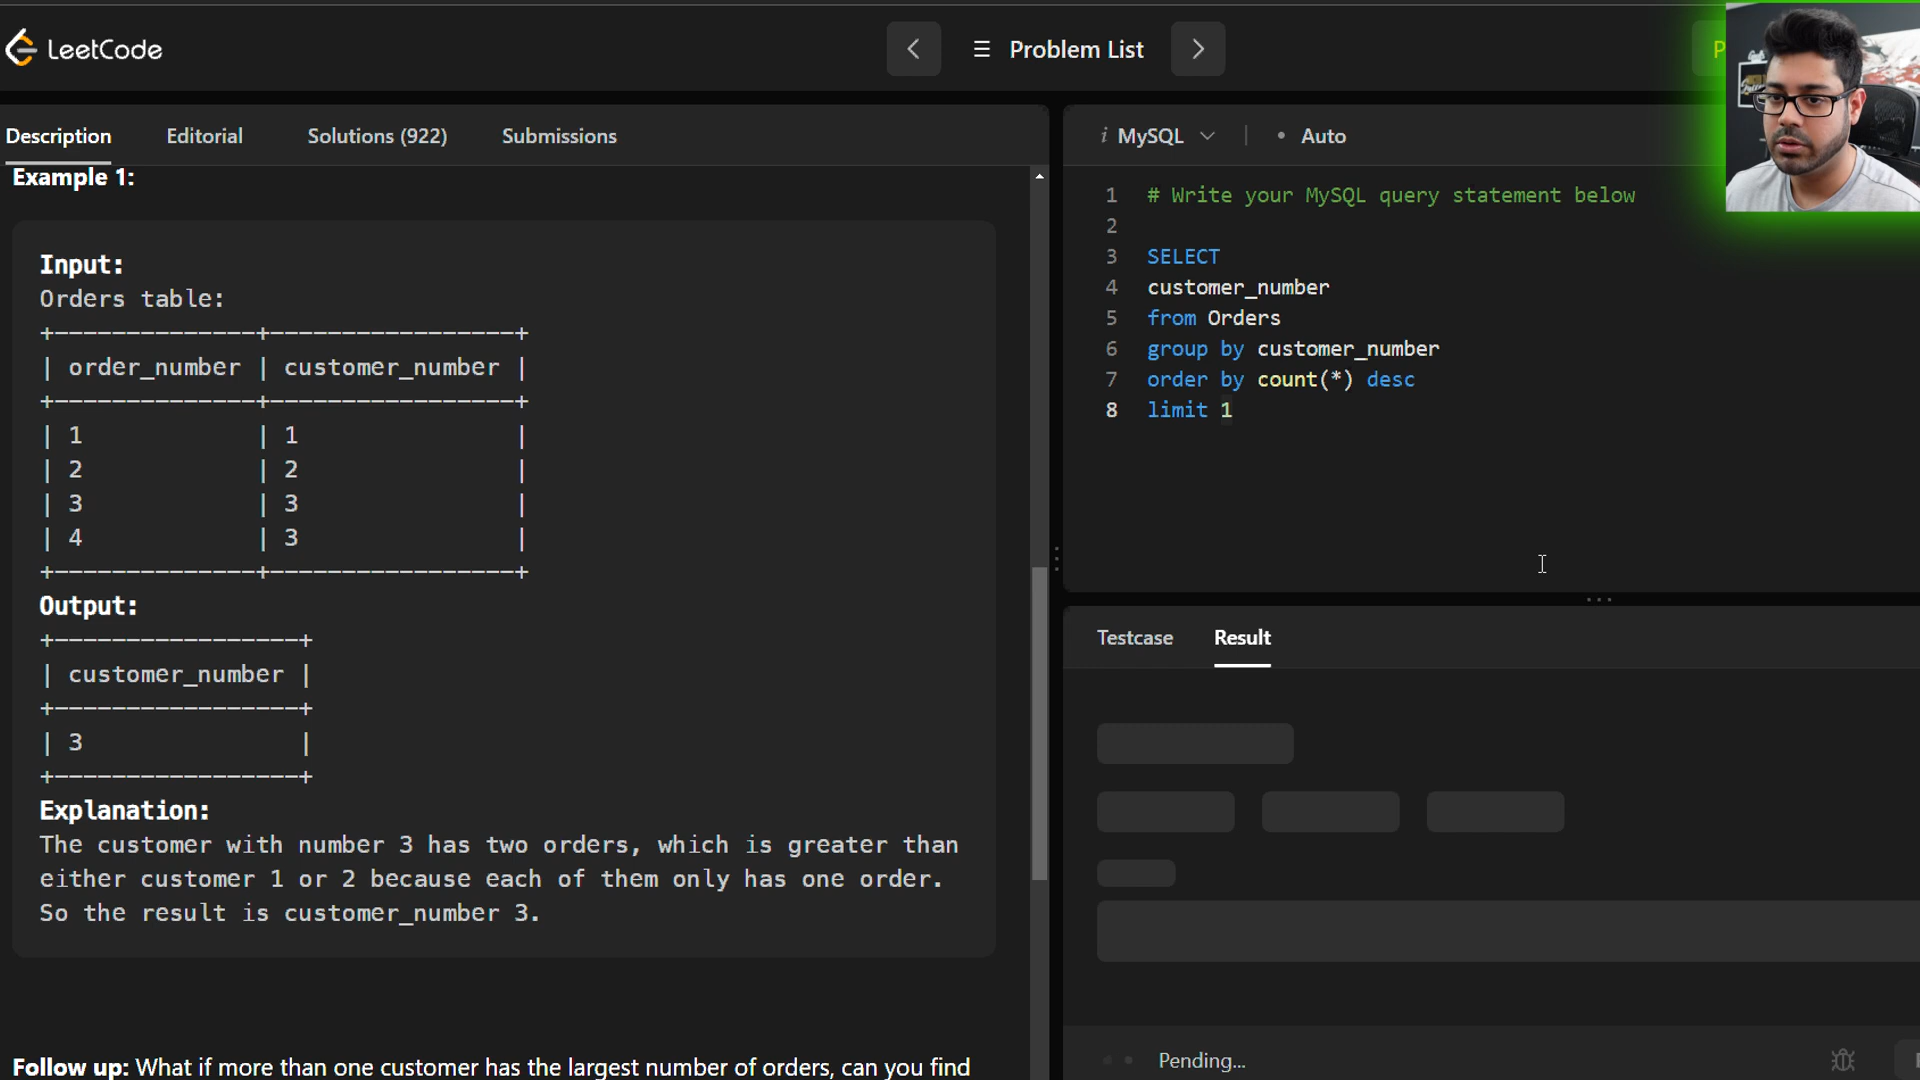 LeetCode
Problem List
Description Editorial Solutions (922) Submissions
Example 1:
Input:
Orders table:
+--------------+-----------------+
| order_number | customer_number |
+--------------+-----------------+
| 1 | 1 |
| 2 | 2 |
| 3 | 3 |
| 4 | 3 |
+--------------+-----------------+
Output:
+-----------------+
| customer_number |
+-----------------+
| 3 |
+-----------------+
Explanation:
The customer with number 3 has two orders, which is greater than
either customer 1 or 2 because each of them only has one order.
So the result is customer_number 3.
Follow up: What if more than one customer has the largest number of orders, can you find
i MySQL | • Auto
1 # Write your MySQL query statement below
2
3 SELECT
4 customer_number
5 from Orders
6 group by customer_number
7 order by count(*) desc
8 limit 1
Testcase Result
Pending...